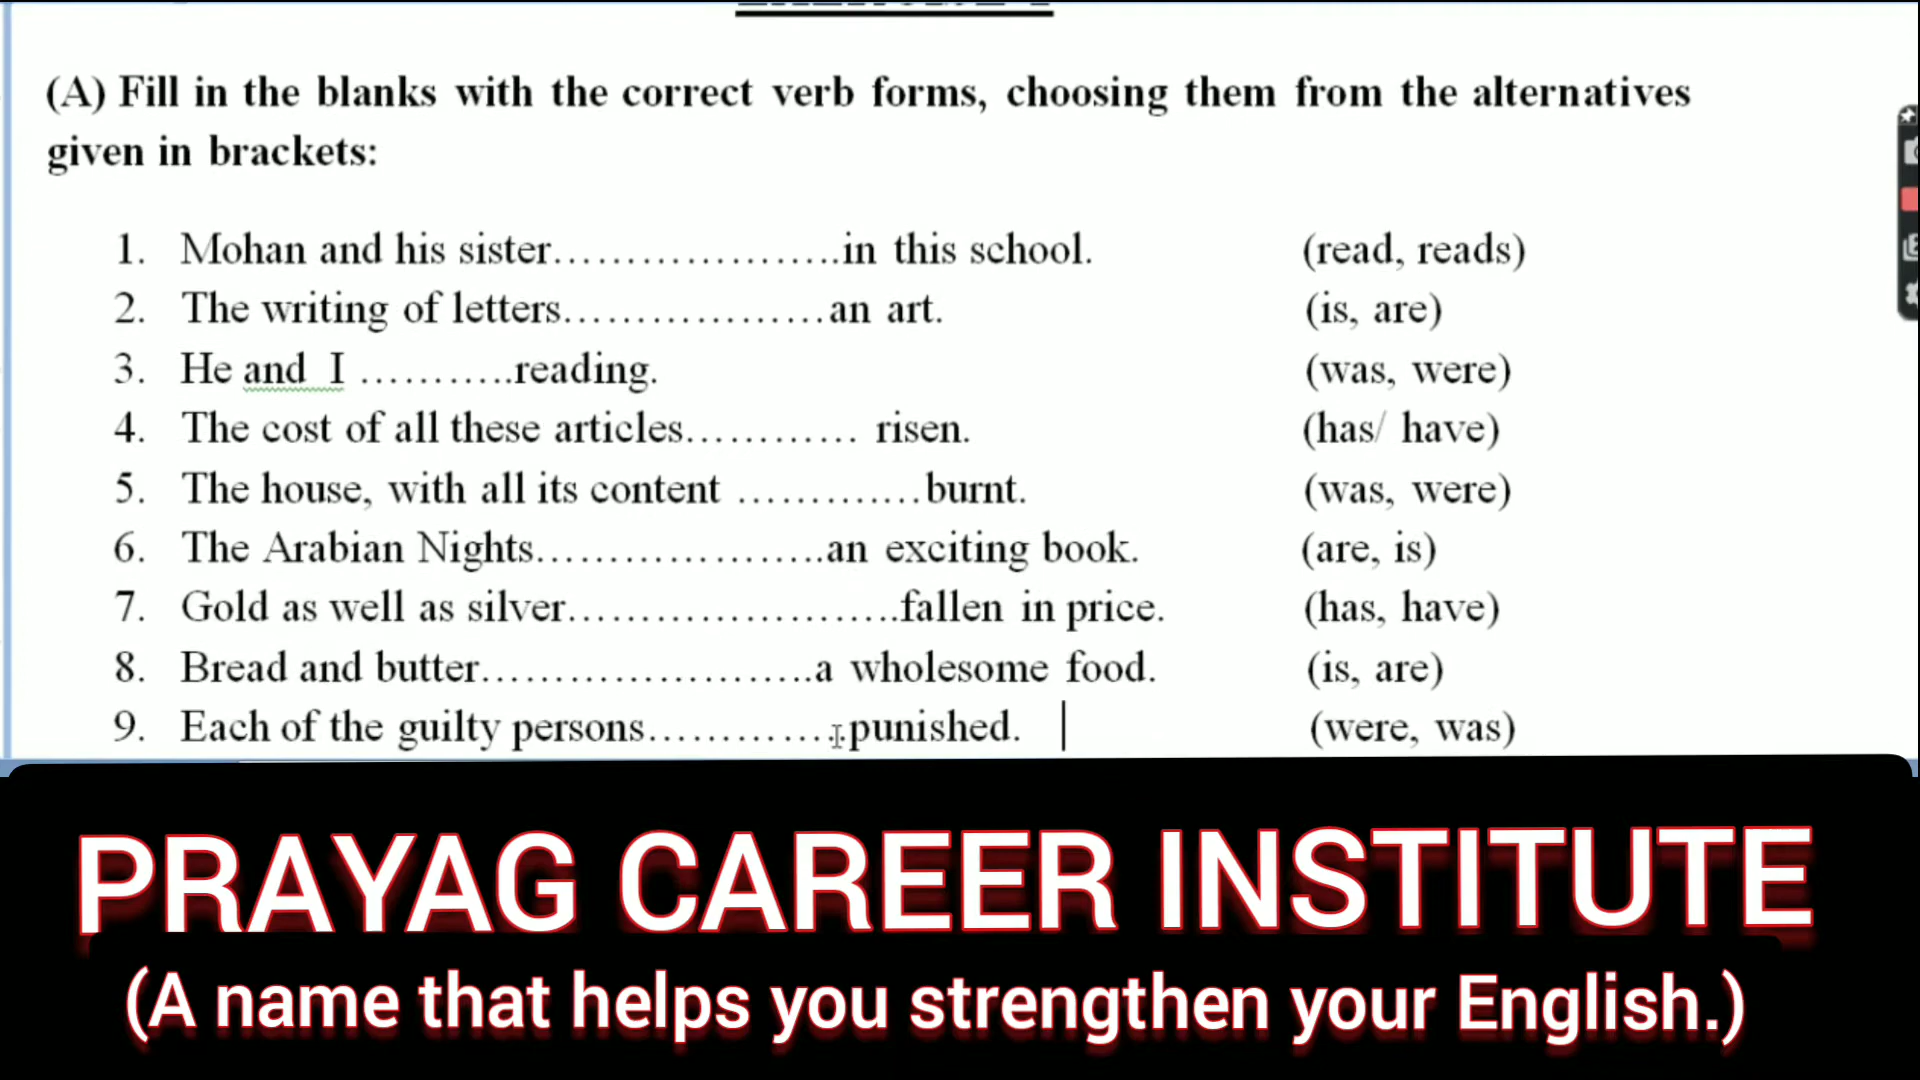 (A) Fill in the blanks with the correct verb forms, choosing them from the alternatives
given in brackets:
1. Mohan and his sister....................in this school. (read, reads)
2. The writing of letters..................an art. (is, are)
3. He and I ...........reading. (was, were)
4. The cost of all these articles............ risen. (has/ have)
5. The house, with all its content .............burnt. (was, were)
6. The Arabian Nights....................an exciting book. (are, is)
7. Gold as well as silver.......................fallen in price. (has, have)
8. Bread and butter.......................a wholesome food. (is, are)
9. Each of the guilty persons..............punished. (were, was)
PRAYAG CAREER INSTITUTE
(A name that helps you strengthen your English.)